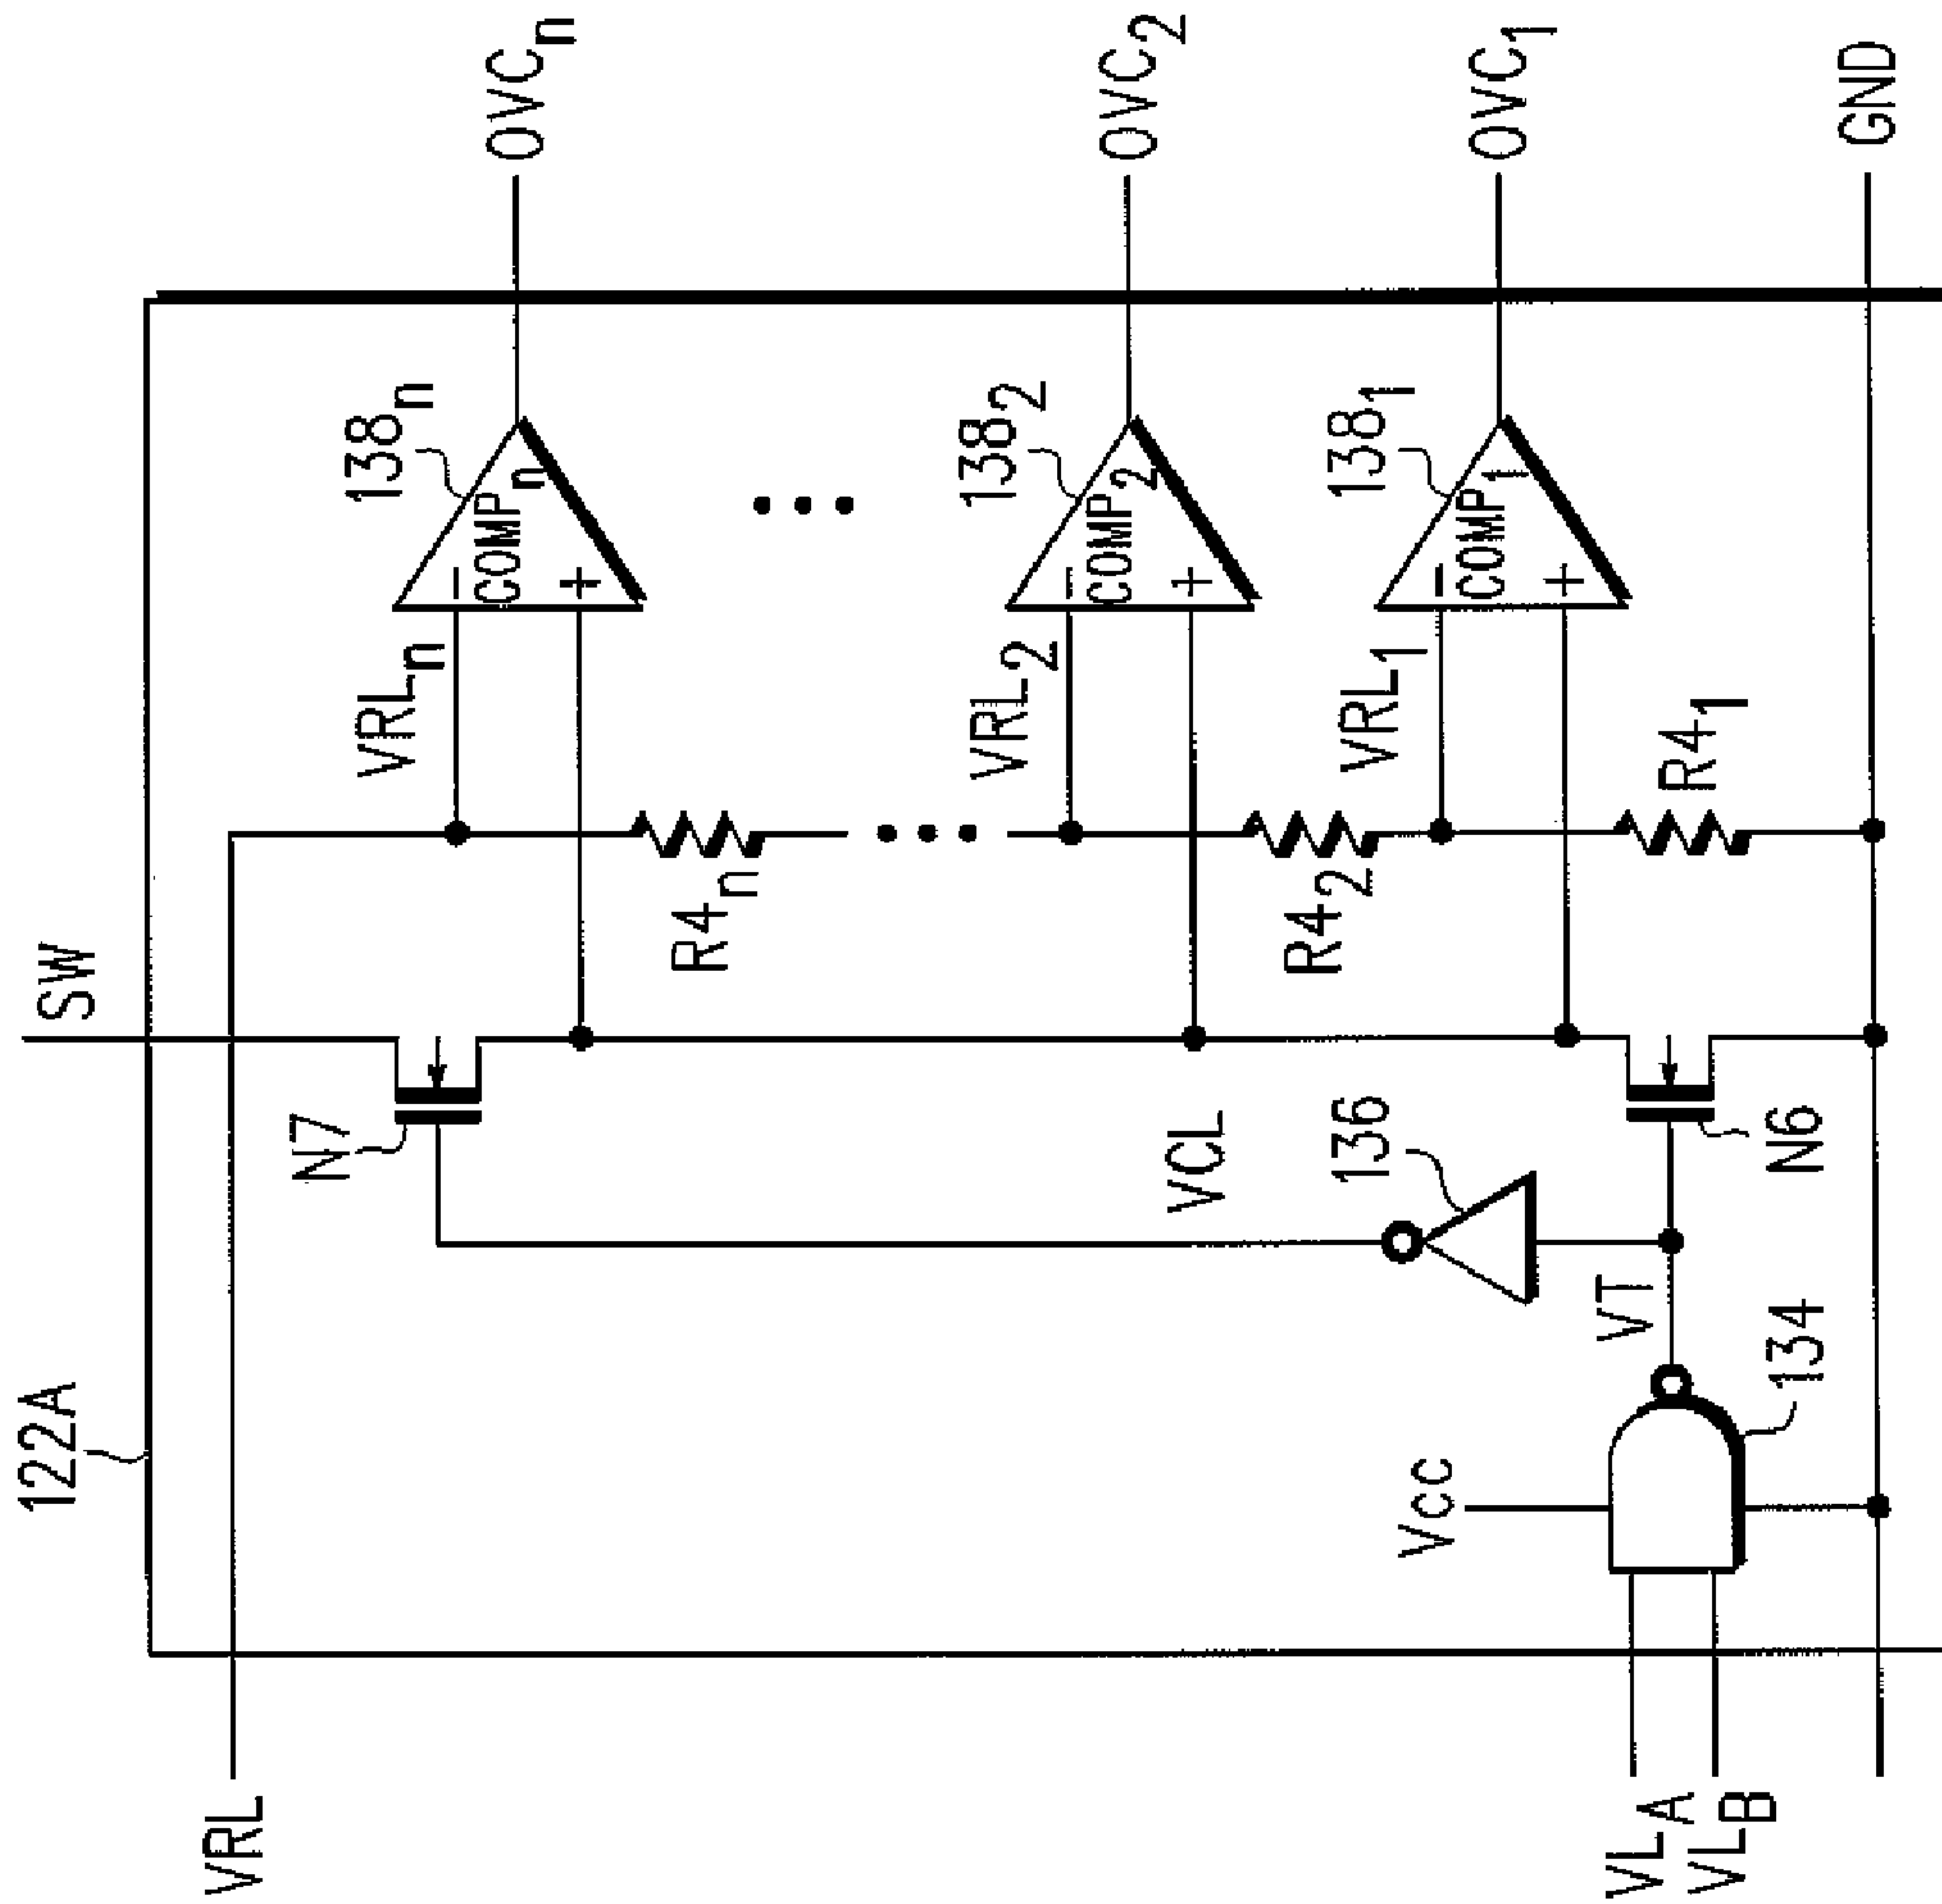 122A
SW
VRL
N7
VRLn
138n
COMPn
−
+
OVCn
R4n
...
...
VCL
VRL2
1382
COMP2
−
+
OVC2
R42
136
VRL1
1381
COMP1
−
+
OVC1
R41
Vcc
VT
N6
134
VLA
VLB
GND